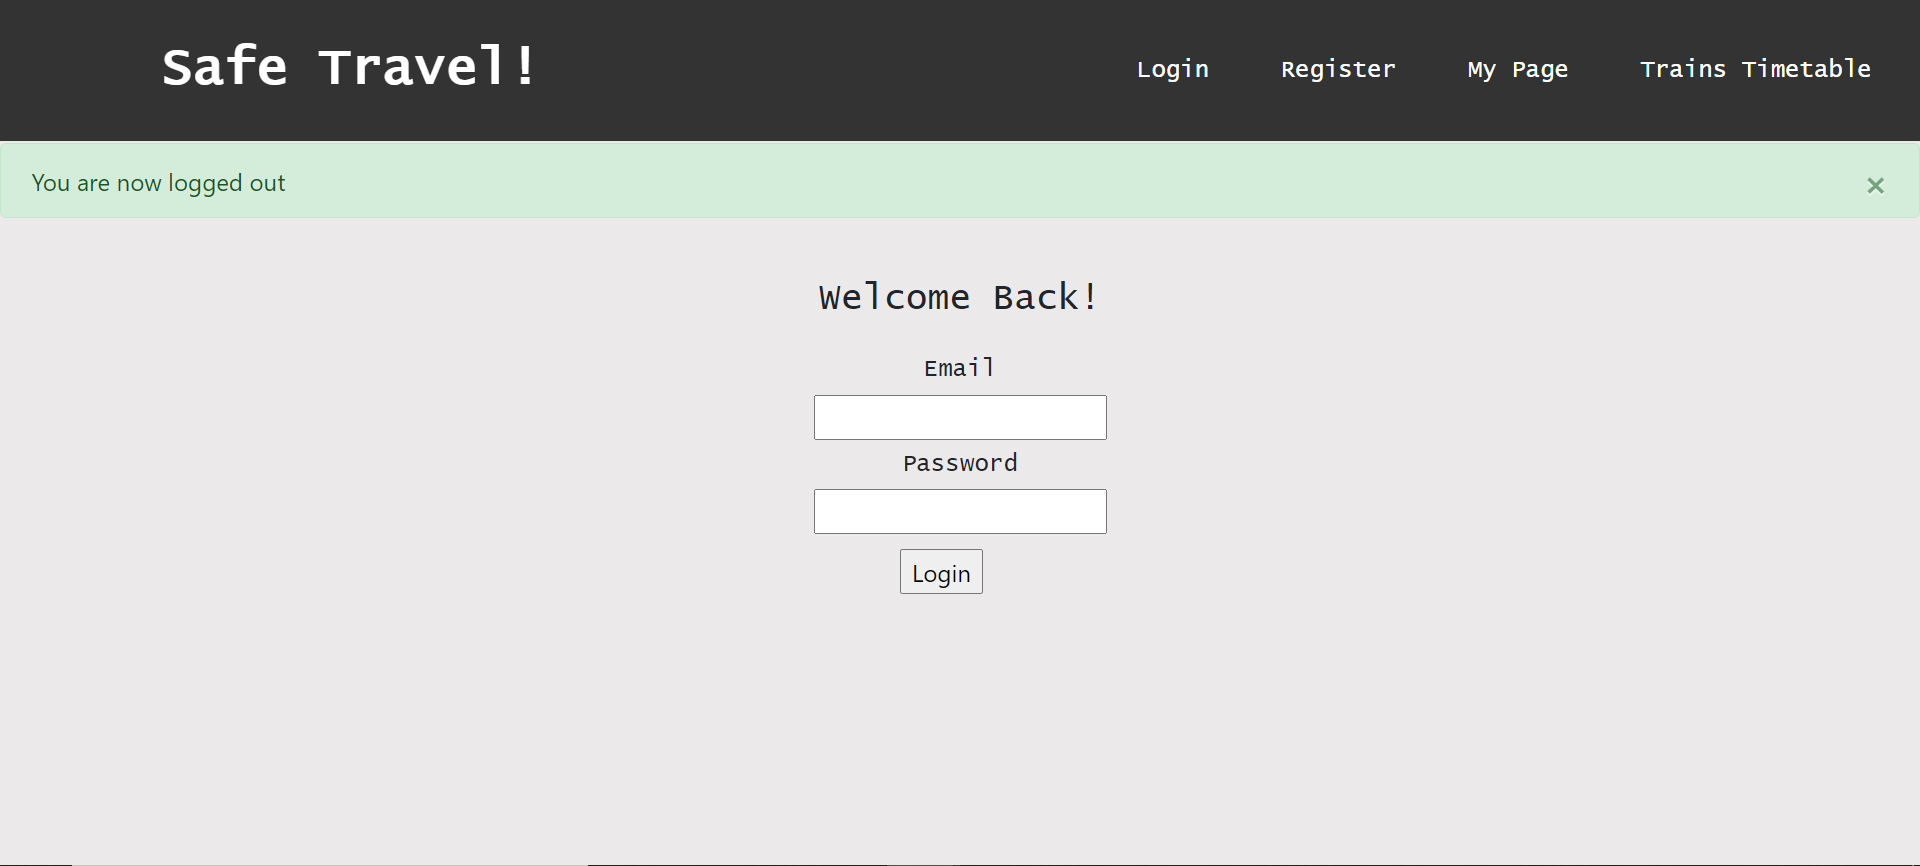 Safe Travel!
Login Register My Page Trains Timetable
You are now logged out ×
Welcome Back!
Email
Password
Login